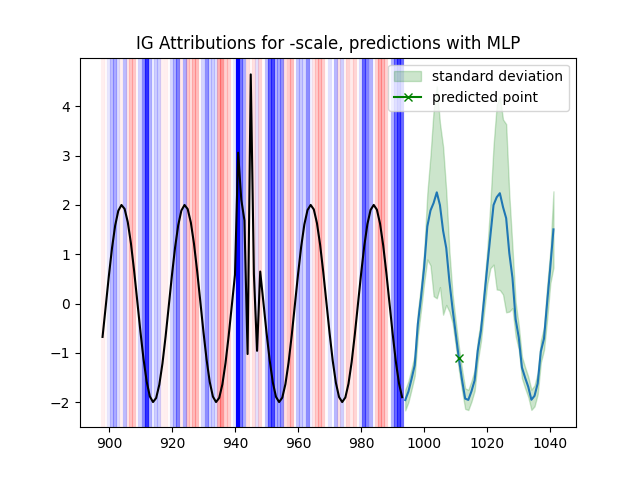 IG Attributions for -scale, predictions with MLP
standard deviation
predicted point
4
3
2
1
0
−1
−2
900 920 940 960 980 1000 1020 1040